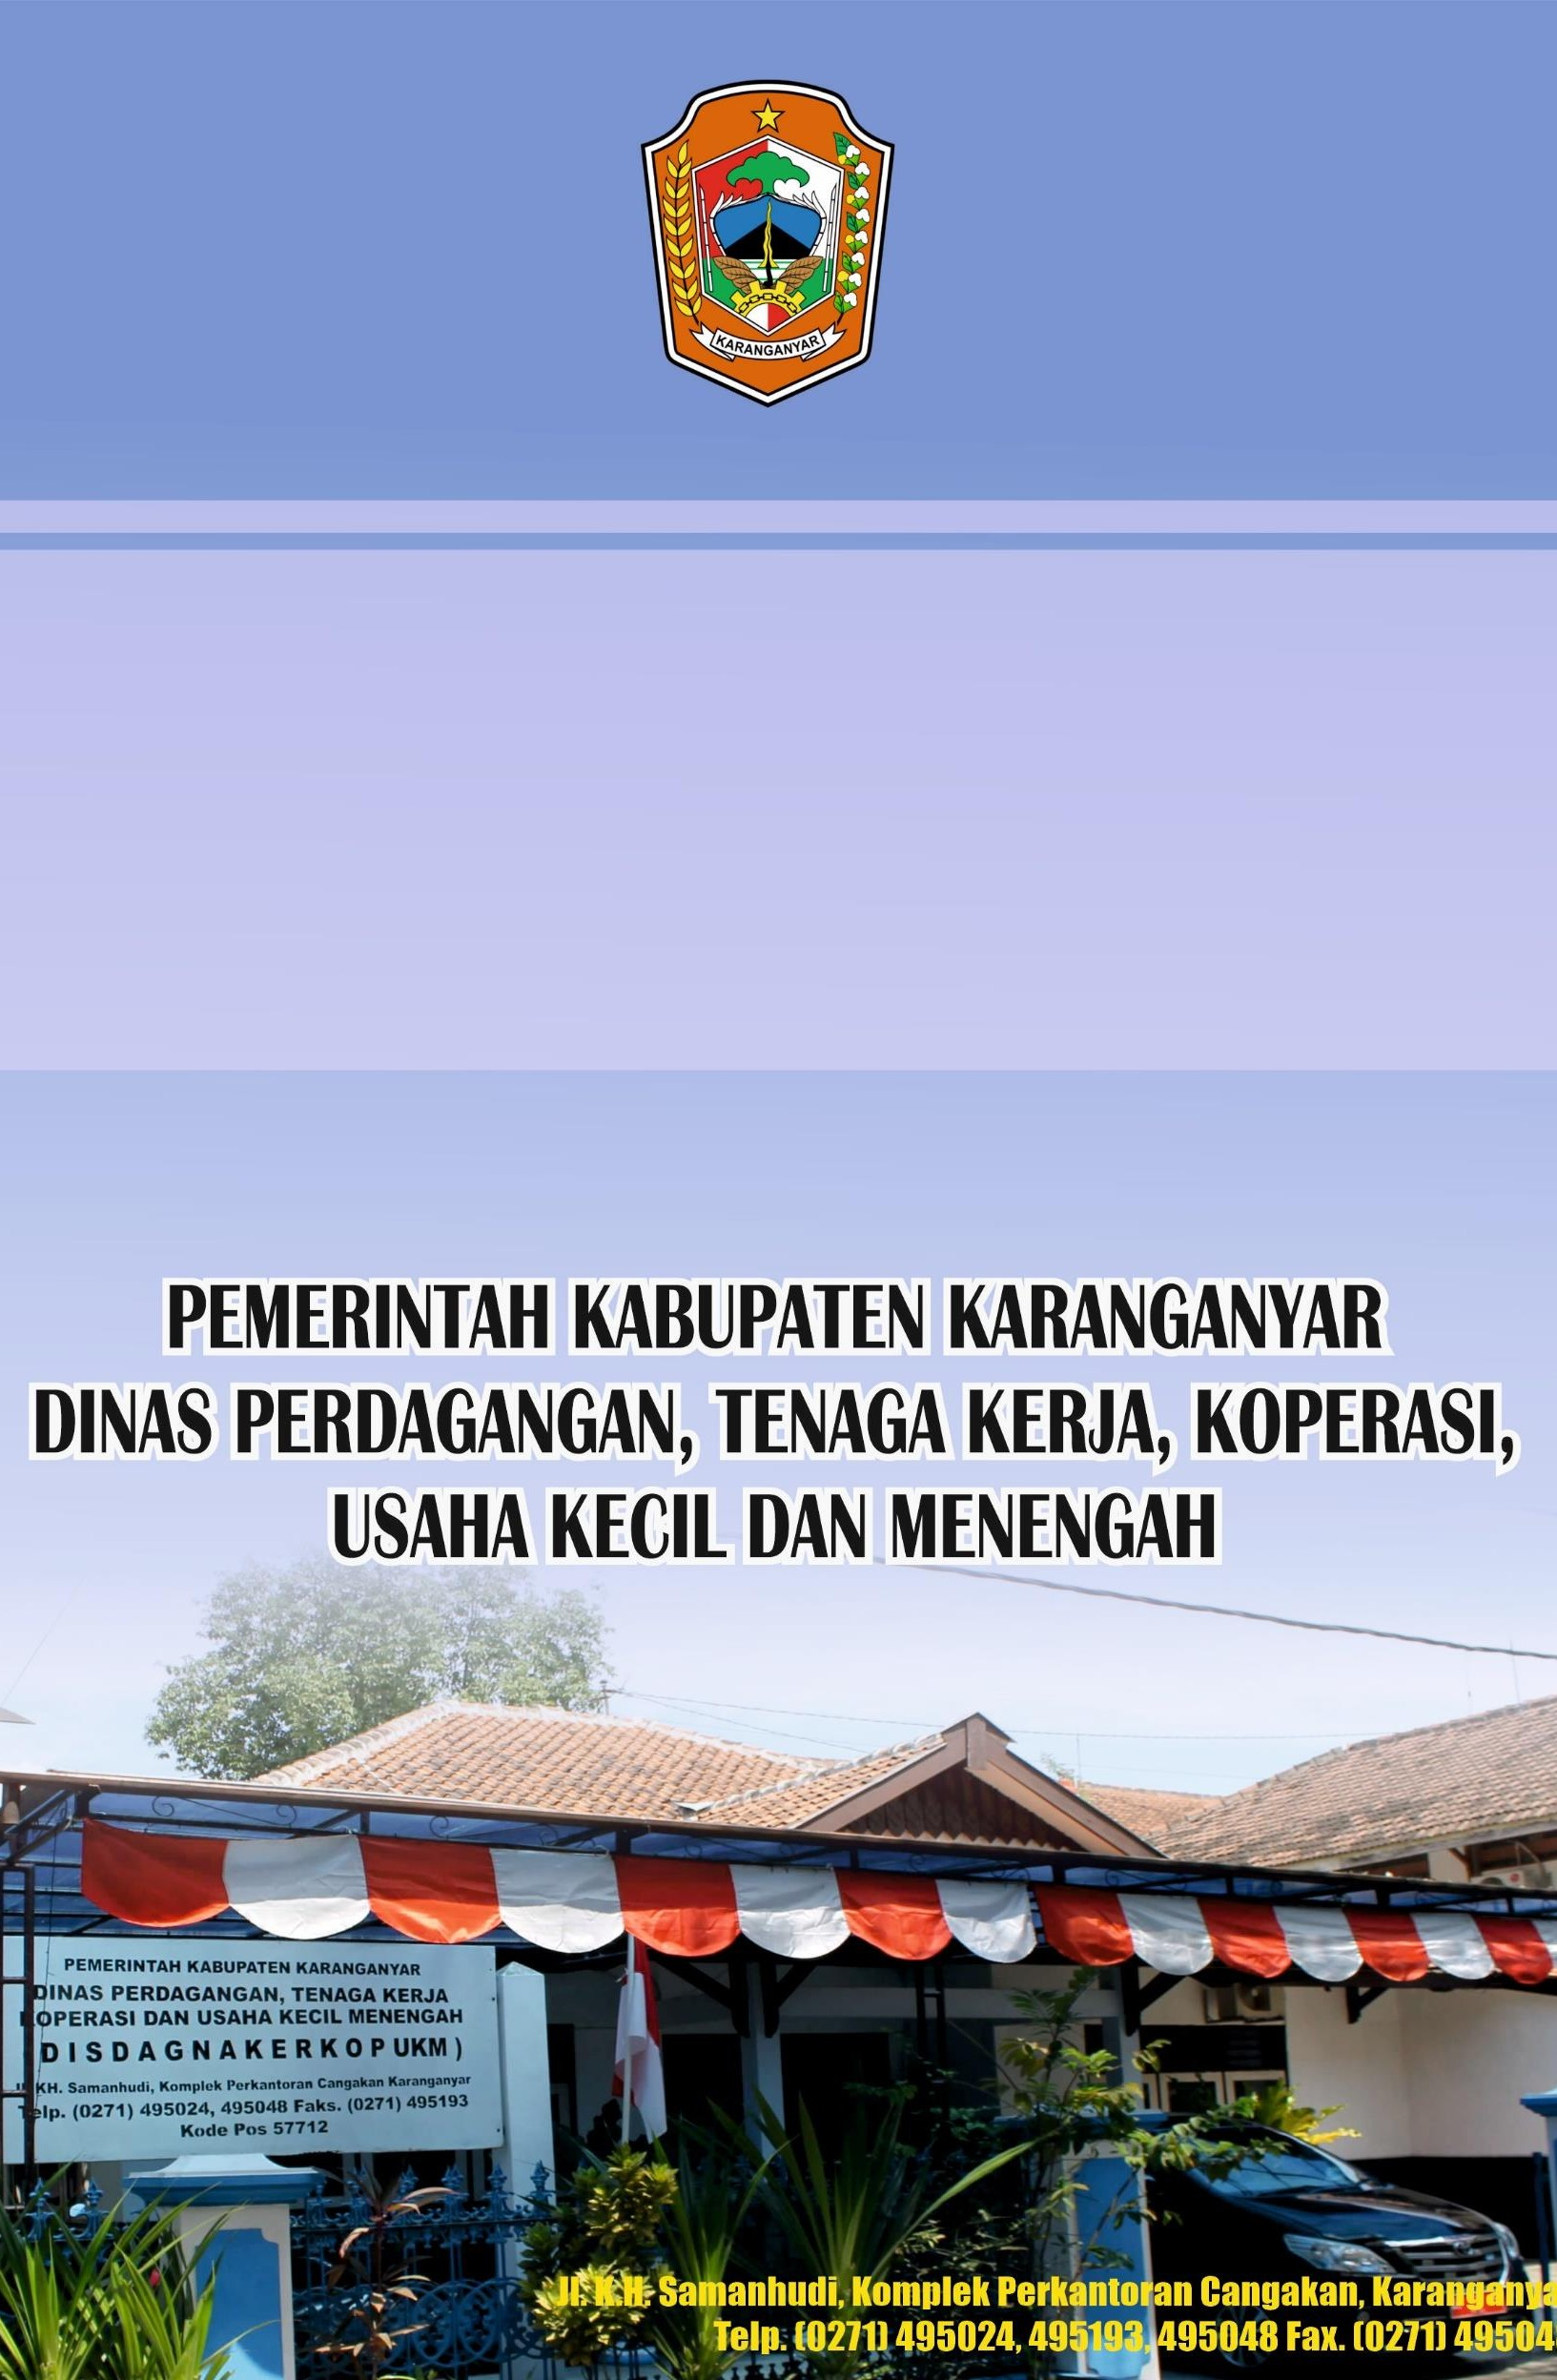 KARANGANYAR
PEMERINTAH KABUPATEN KARANGANYAR
DINAS PERDAGANGAN, TENAGA KERJA, KOPERASI,
USAHA KECIL DAN MENENGAH
PEMERINTAH KABUPATEN KARANGANYAR
DINAS PERDAGANGAN, TENAGA KERJA
KOPERASI DAN USAHA KECIL MENENGAH
DISDAGNAKERKOP UKM )
KH. Samanhudi, Komplek Perkantoran Cangakan Karanganyar
Telp. (0271) 495024, 495048 Faks. (0271) 495193
Kode Pos 57712
Jl. K.H. Samanhudi, Komplek Perkantoran Cangakan, Karanganya
Telp. (0271) 495024, 495193, 495048 Fax. (0271) 49504